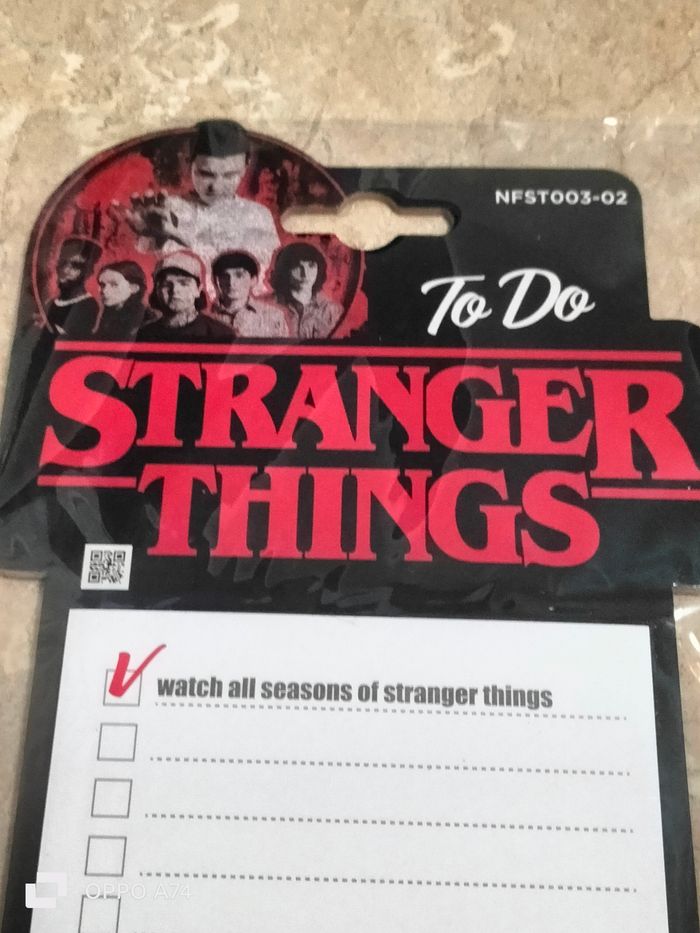 NFST003-02
To Do
STRANGER
THINGS
watch all seasons of stranger things
OPPO A74